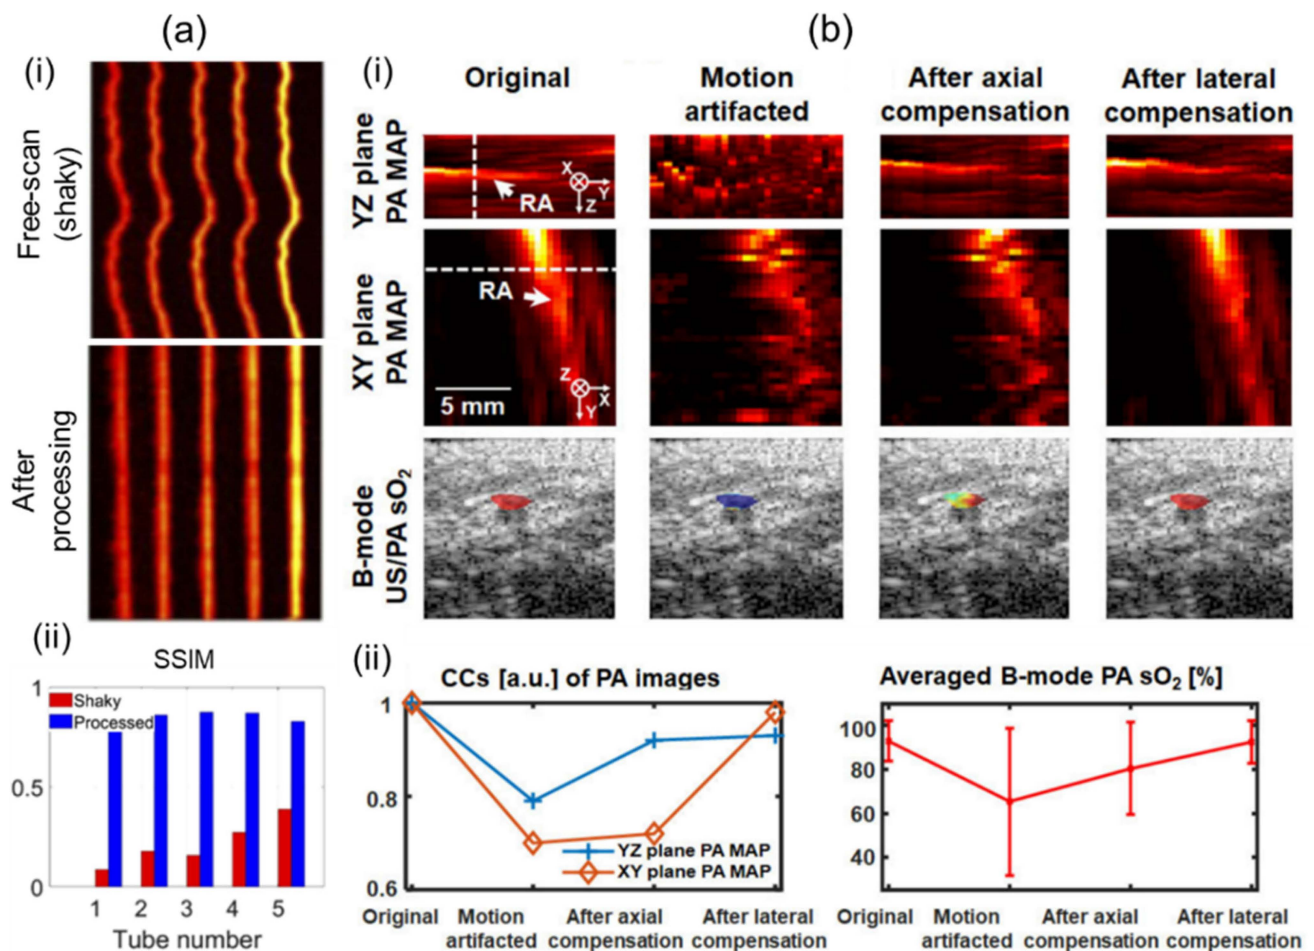 (a)
(i)
Free-scan
(shaky)
After
processing
(ii)
SSIM
1
Shaky
Processed
0.5
0
1 2 3 4 5
Tube number
(b)
(i)
Original
Motion
artifacted
After axial
compensation
After lateral
compensation
YZ plane
PA MAP
X
Y
Z
RA
XY plane
PA MAP
RA
5 mm
Z
X
Y
B-mode
US/PA sO₂
(ii)
CCs [a.u.] of PA images
1
0.8
0.6
YZ plane PA MAP
XY plane PA MAP
Original
Motion
artifacted
After axial
compensation
After lateral
compensation
Averaged B-mode PA sO₂ [%]
100
80
60
40
Original
Motion
artifacted
After axial
compensation
After lateral
compensation